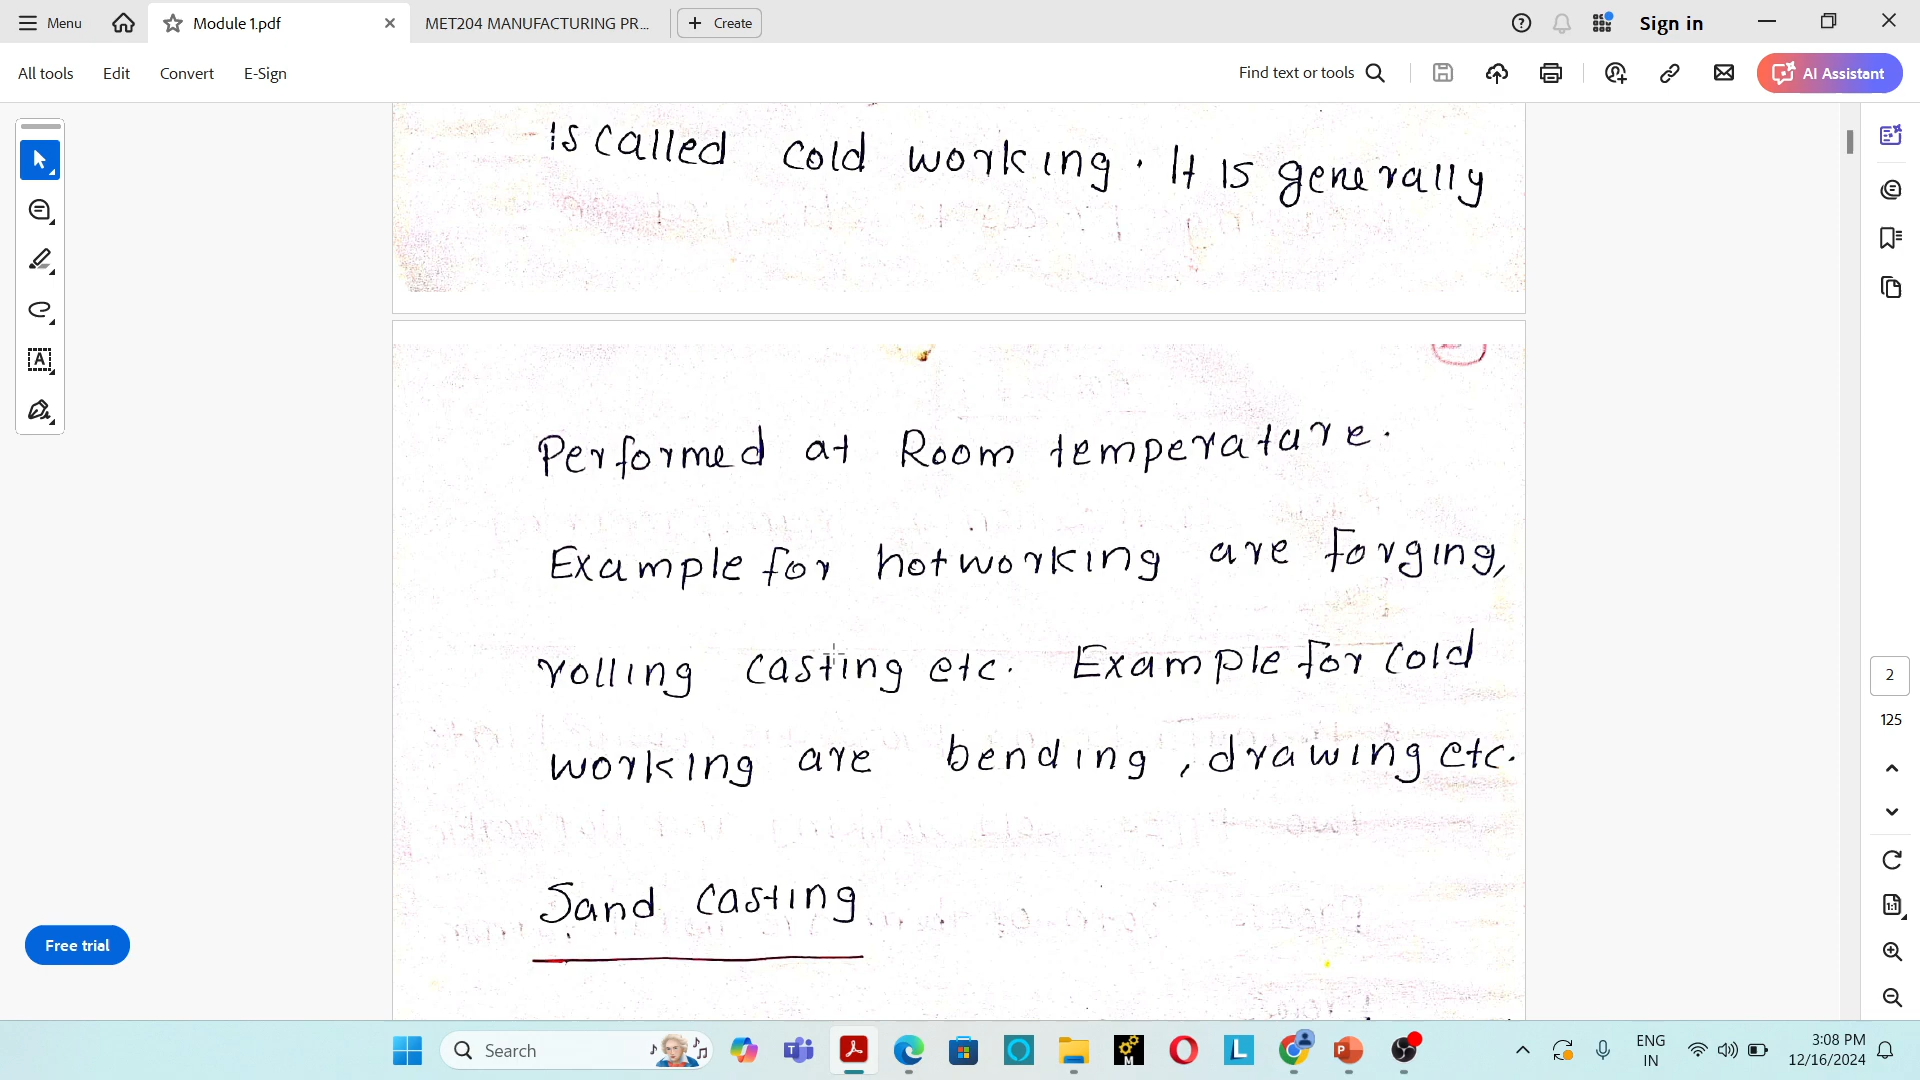 Menu
Module 1.pdf
MET204 MANUFACTURING PR...
Create
Sign in
All tools
Edit
Convert
E-Sign
Find text or tools
AI Assistant
is called cold working. It is generally
Performed at Room temperatare.
Example for hot working are forging,
rolling casting etc. Example for cold
working are bending, drawing etc.
Sand casting
2
125
Free trial
Search
ENG
IN
3:08 PM
12/16/2024